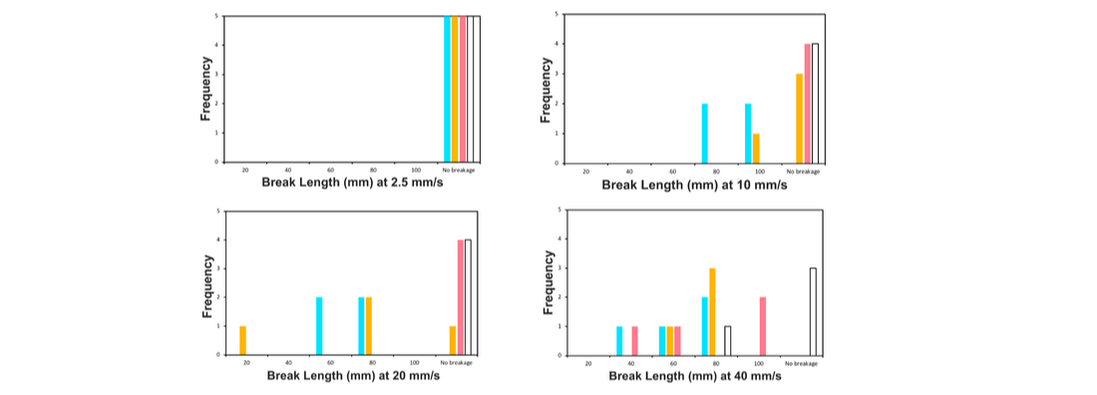 5
4
3
2
1
0
Frequency
20 40 60 80 100 No breakage
Break Length (mm) at 2.5 mm/s
5
4
3
2
1
0
Frequency
20 40 60 80 100 No breakage
Break Length (mm) at 10 mm/s
5
4
3
2
1
0
Frequency
20 40 60 80 100 No breakage
Break Length (mm) at 20 mm/s
5
4
3
2
1
0
Frequency
20 40 60 80 100 No breakage
Break Length (mm) at 40 mm/s